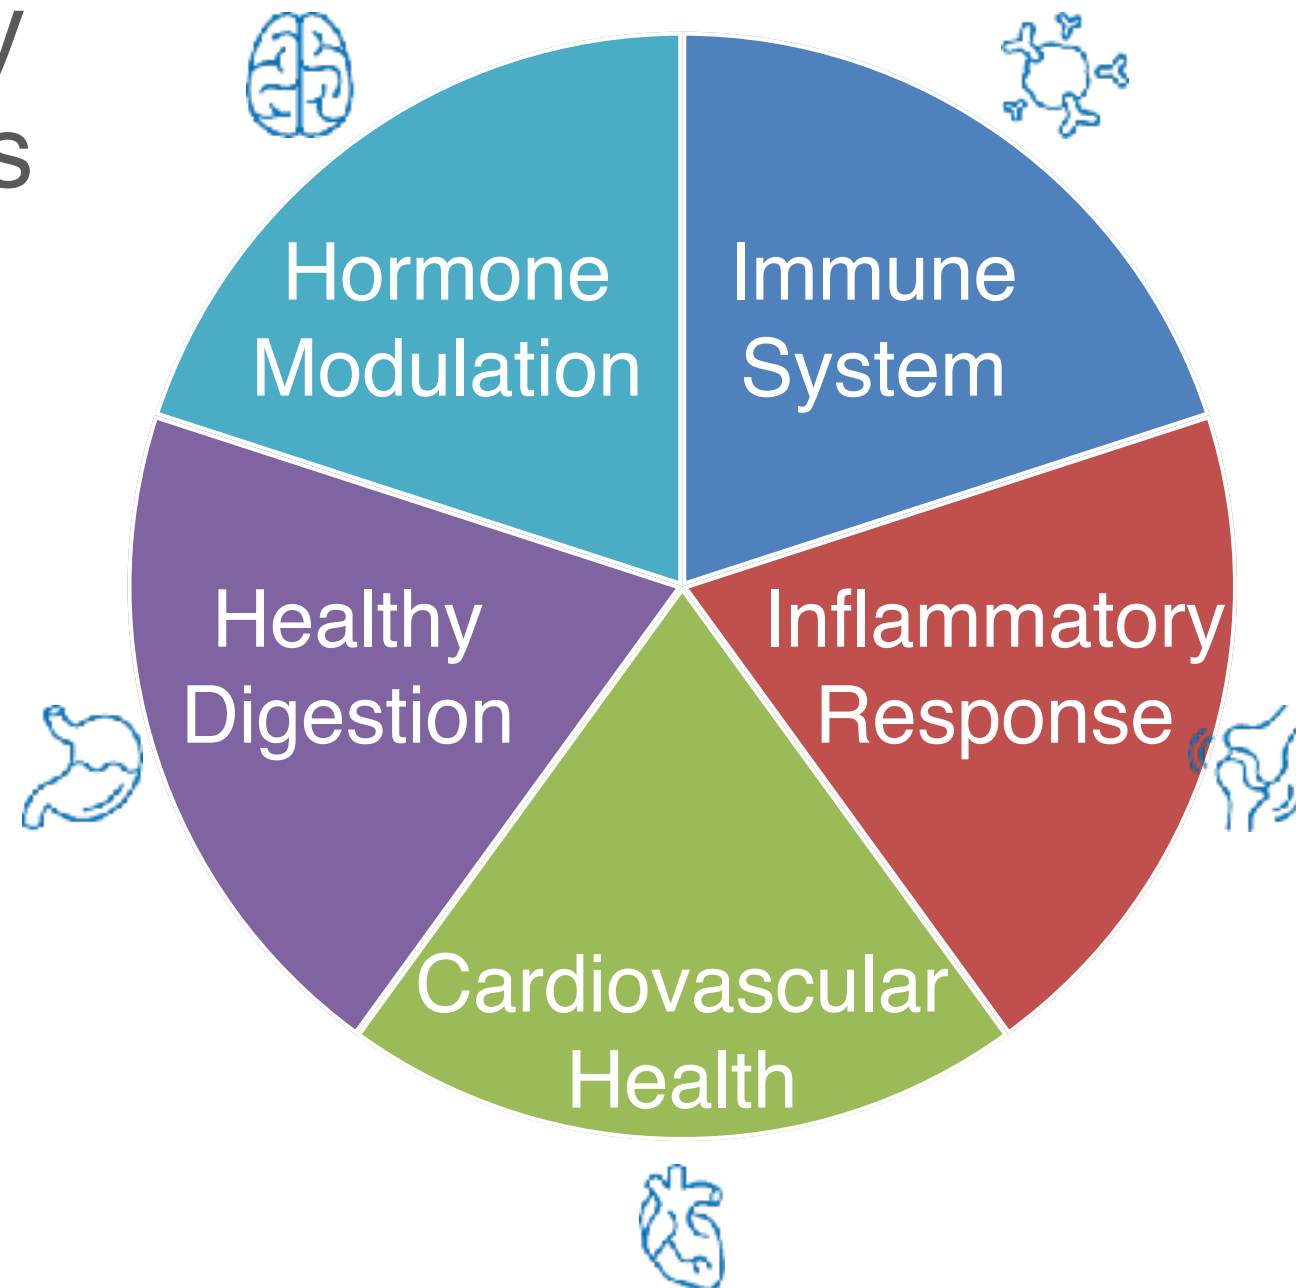 y
s
Hormone
Modulation
Immune
System
Healthy
Digestion
Inflammatory
Response
Cardiovascular
Health